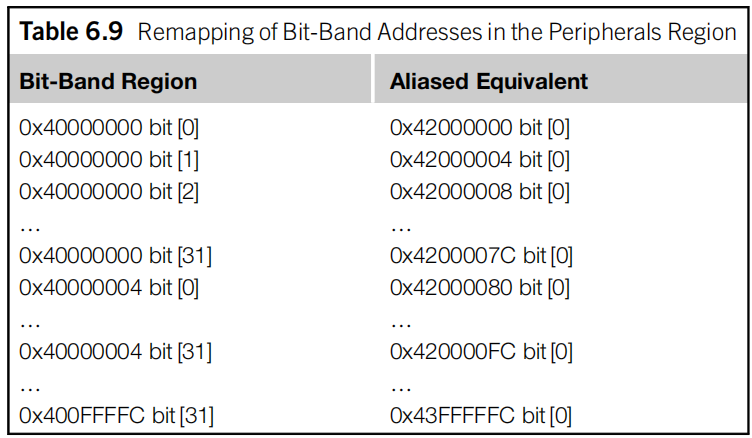 Table 6.9 Remapping of Bit-Band Addresses in the Peripherals Region
Bit-Band Region Aliased Equivalent
0x40000000 bit [0] 0x42000000 bit [0]
0x40000000 bit [1] 0x42000004 bit [0]
0x40000000 bit [2] 0x42000008 bit [0]
... ...
0x40000000 bit [31] 0x4200007C bit [0]
0x40000004 bit [0] 0x42000080 bit [0]
... ...
0x40000004 bit [31] 0x420000FC bit [0]
... ...
0x400FFFFC bit [31] 0x43FFFFFC bit [0]